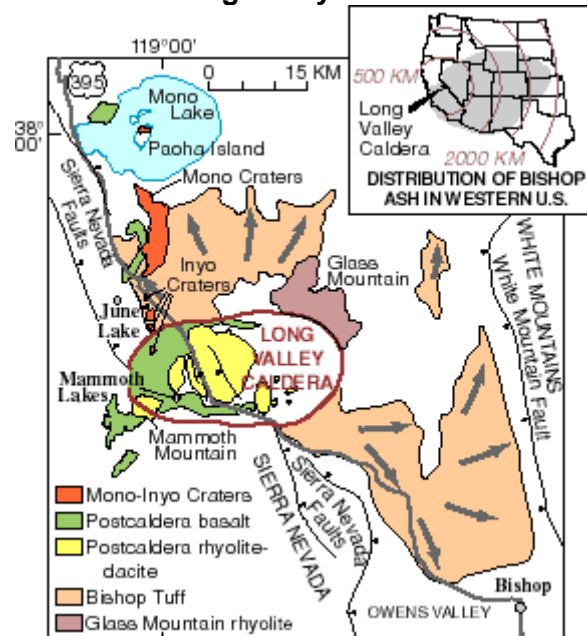 119°00'
0 15 KM
395
38°
00'
Mono
Lake
Paoha Island
Mono Craters
Sierra Nevada
Faults
Inyo
Craters
Glass
Mountain
June
Lake
LONG
VALLEY
CALDERA
Mammoth
Lakes
Mammoth
Mountain
WHITE MOUNTAINS
White Mountain Fault
Sierra Nevada
Faults
SIERRA NEVADA
Bishop
OWENS VALLEY
500 KM
Long
Valley
Caldera
2000 KM
DISTRIBUTION OF BISHOP
ASH IN WESTERN U.S.
Mono-Inyo Craters
Postcaldera basalt
Postcaldera rhyolite-
dacite
Bishop Tuff
Glass Mountain rhyolite